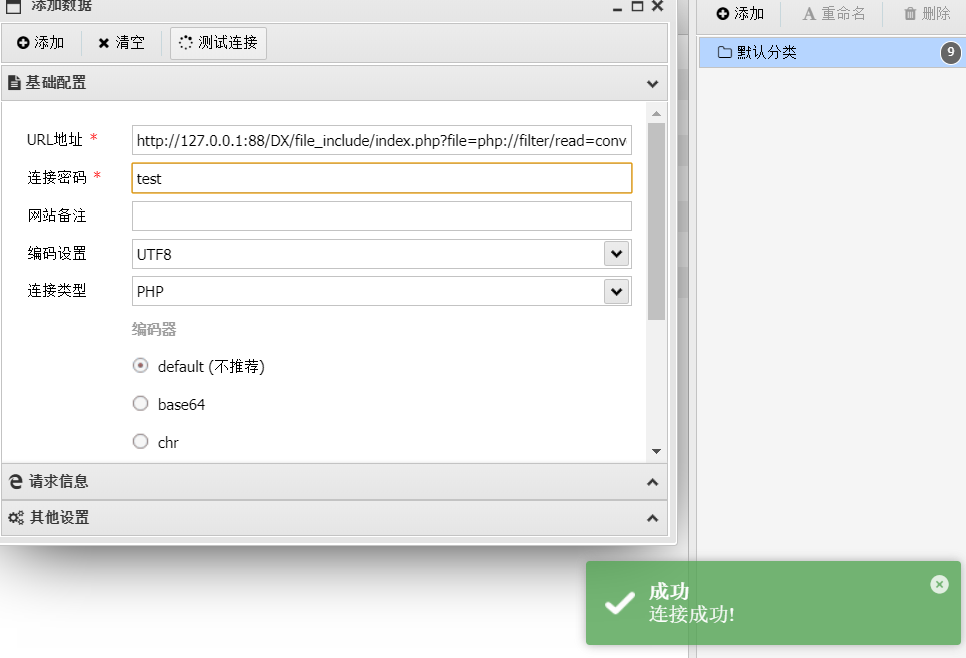 添加数据
添加 清空 测试连接
基础配置
URL地址 * http://127.0.0.1:88/DX/file_include/index.php?file=php://filter/read=conv
连接密码 * test
网站备注
编码设置 UTF8
连接类型 PHP
编码器
default (不推荐)
base64
chr
请求信息
其他设置
添加 重命名 删除
默认分类 9
成功
连接成功!